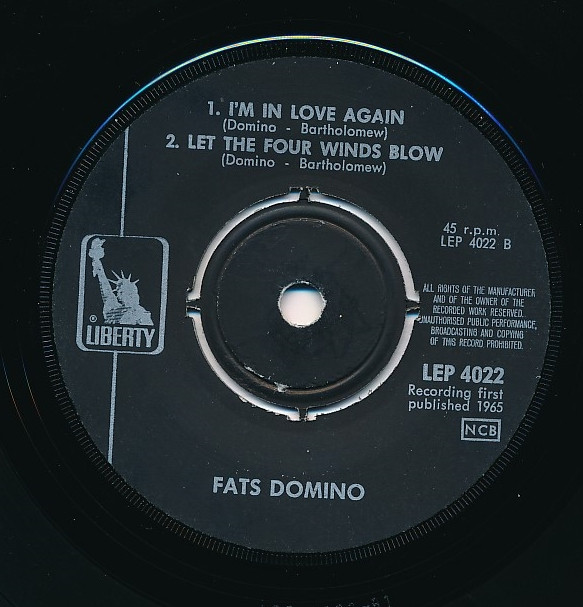 1. I'M IN LOVE AGAIN
(Domino - Bartholomew)
2. LET THE FOUR WINDS BLOW
(Domino - Bartholomew)
45 r.p.m.
LEP 4022 B
® LIBERTY
ALL RIGHTS OF THE MANUFACTURER
AND OF THE OWNER OF THE
RECORDED WORK RESERVED.
UNAUTHORISED PUBLIC PERFORMANCE,
BROADCASTING AND COPYING
OF THIS RECORD PROHIBITED.
LEP 4022
Recording first
published 1965
NCB
FATS DOMINO